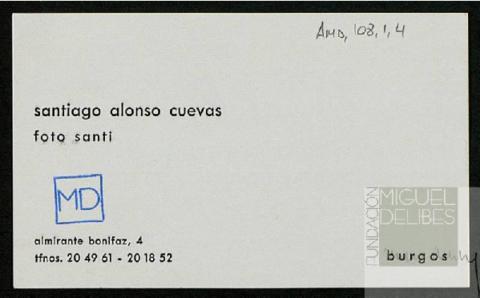 AMD, 108, 1, 4
santiago alonso cuevas
foto santi
MD
almirante bonifaz, 4
tfnos. 20 49 61 - 20 18 52
FUNDACIÓN
MIGUEL
DELIBES
burgos